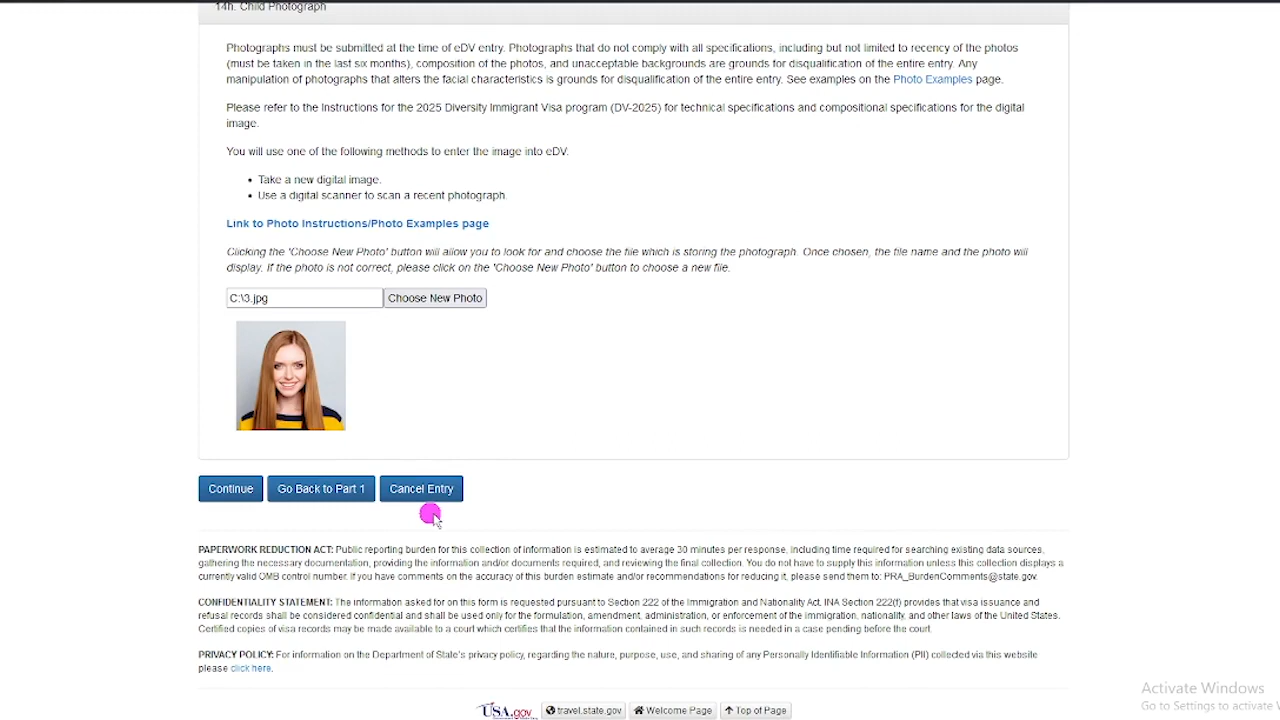 14h. Child Photograph
Photographs must be submitted at the time of eDV entry. Photographs that do not comply with all specifications, including but not limited to recency of the photos
(must be taken in the last six months), composition of the photos, and unacceptable backgrounds are grounds for disqualification of the entire entry. Any
manipulation of photographs that alters the facial characteristics is grounds for disqualification of the entire entry. See examples on the Photo Examples page.
Please refer to the Instructions for the 2025 Diversity Immigrant Visa program (DV-2025) for technical specifications and compositional specifications for the digital
image.
You will use one of the following methods to enter the image into eDV.
• Take a new digital image.
• Use a digital scanner to scan a recent photograph.
Link to Photo Instructions/Photo Examples page
Clicking the 'Choose New Photo' button will allow you to look for and choose the file which is storing the photograph. Once chosen, the file name and the photo will
display. If the photo is not correct, please click on the 'Choose New Photo' button to choose a new file.
C:\3.jpg Choose New Photo
Continue Go Back to Part 1 Cancel Entry
PAPERWORK REDUCTION ACT: Public reporting burden for this collection of information is estimated to average 30 minutes per response, including time required for searching existing data sources,
gathering the necessary documentation, providing the information and/or documents required, and reviewing the final collection. You do not have to supply this information unless this collection displays a
currently valid OMB control number. If you have comments on the accuracy of this burden estimate and/or recommendations for reducing it, please send them to: PRA_BurdenComments@state.gov.
CONFIDENTIALITY STATEMENT: The information asked for on this form is requested pursuant to Section 222 of the Immigration and Nationality Act. INA Section 222(f) provides that visa issuance and
refusal records shall be considered confidential and shall be used only for the formulation, amendment, administration, or enforcement of the immigration, nationality, and other laws of the United States.
Certified copies of visa records may be made available to a court which certifies that the information contained in such records is needed in a case pending before the court.
PRIVACY POLICY: For information on the Department of State's privacy policy, regarding the nature, purpose, use, and sharing of any Personally Identifiable Information (PII) collected via this website
please click here.
USA.gov travel.state.gov Welcome Page Top of Page
Activate Windows
Go to Settings to activate W